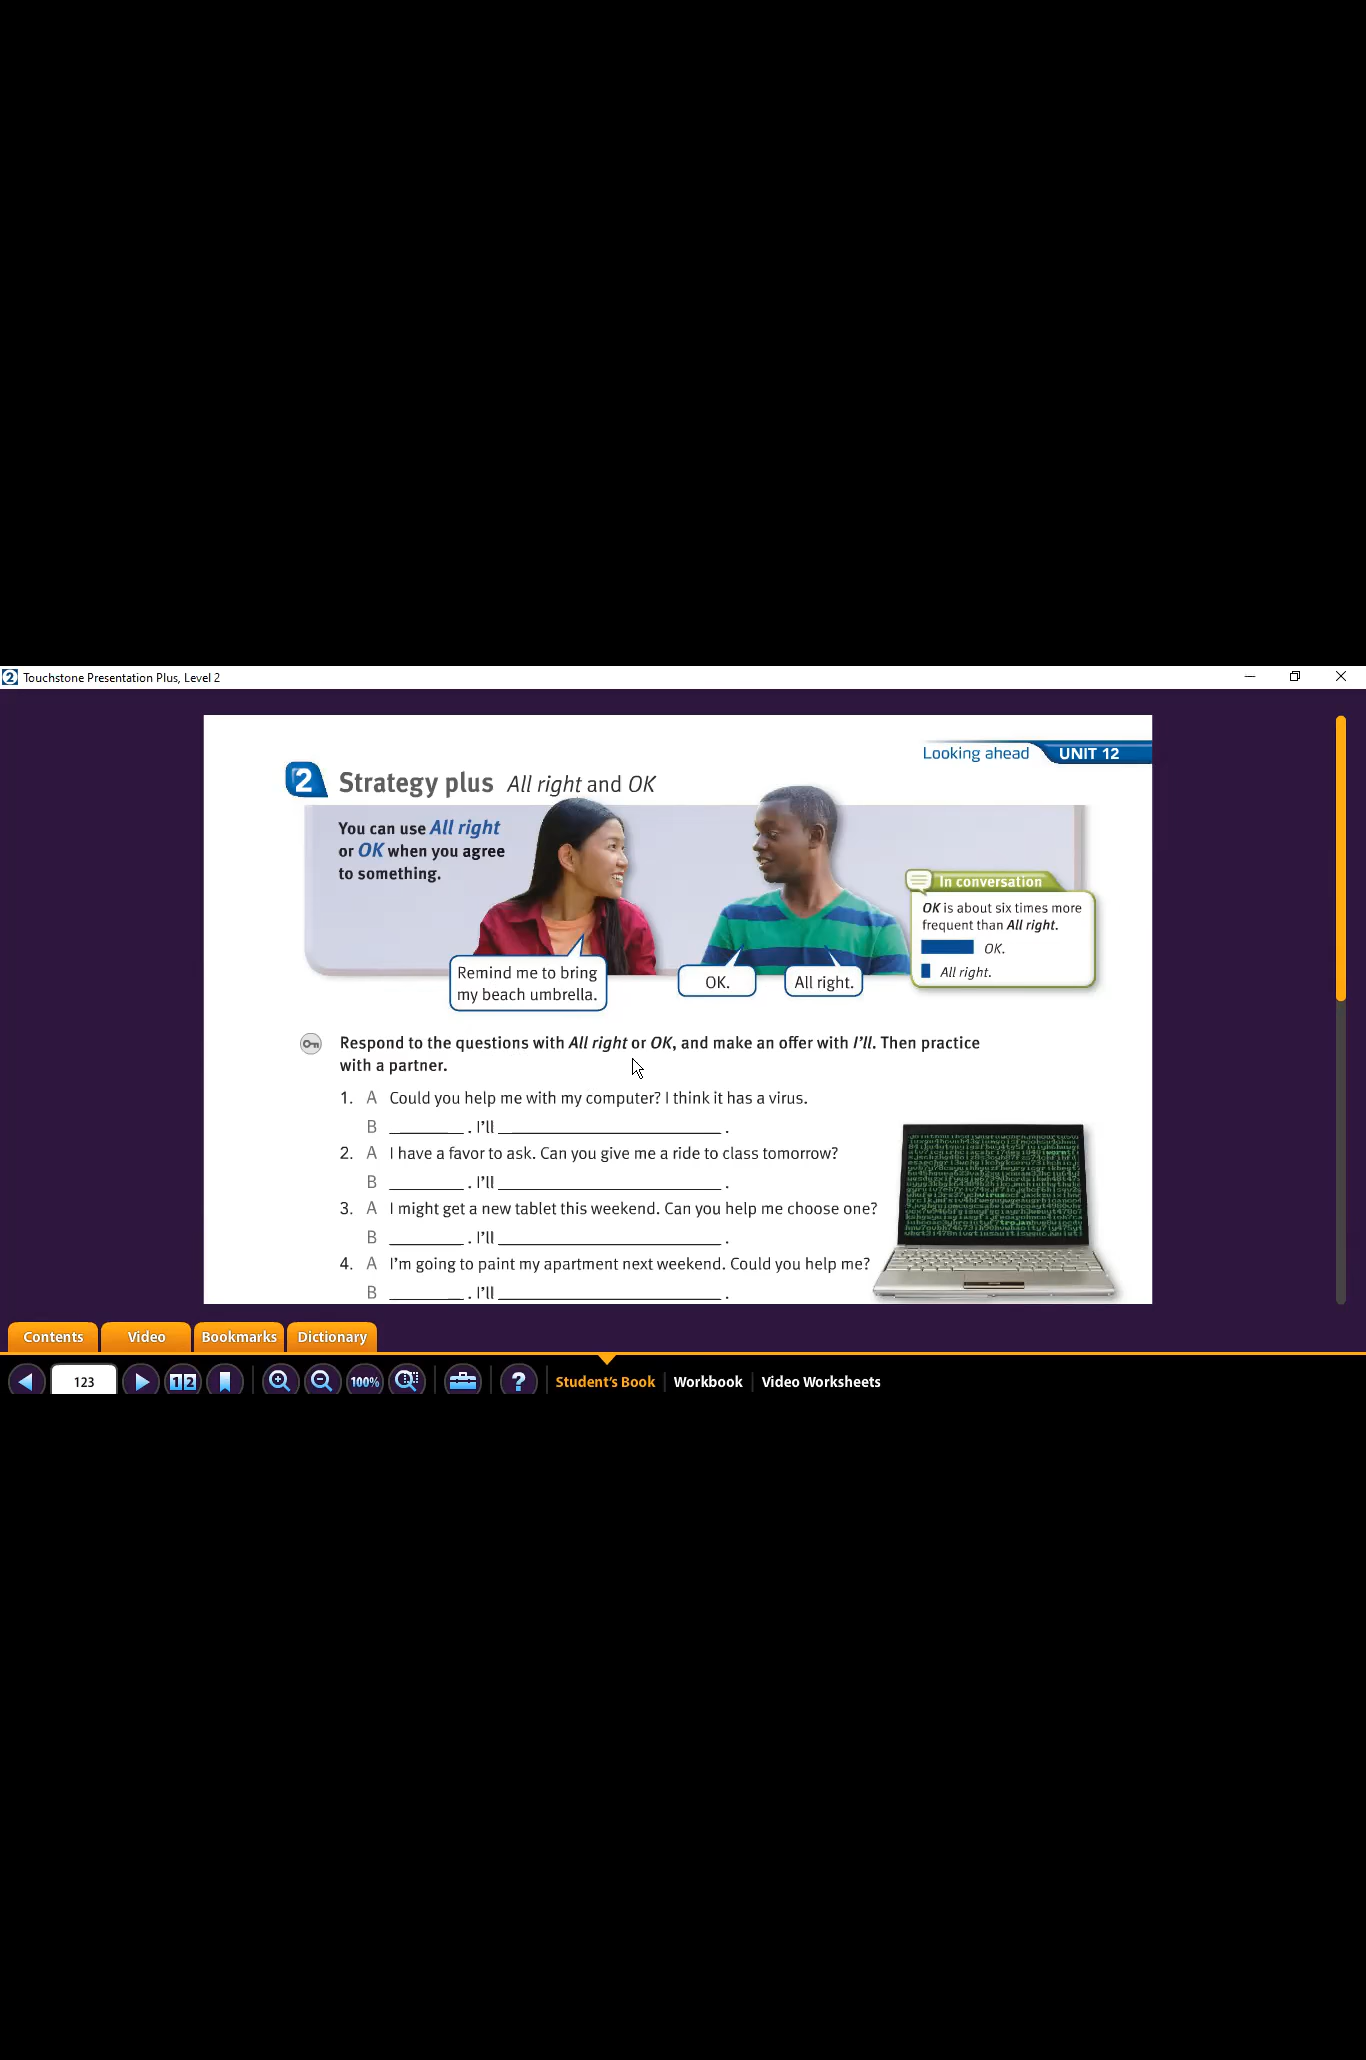 Touchstone Presentation Plus, Level 2
Looking ahead UNIT 12
2 Strategy plus All right and OK
You can use All right
or OK when you agree
to something.
In conversation
OK is about six times more
frequent than All right.
OK.
All right.
Remind me to bring
my beach umbrella.
OK.
All right.
Respond to the questions with All right or OK, and make an offer with I'll. Then practice
with a partner.
1. A Could you help me with my computer? I think it has a virus.
B ________ . I'll ________________________ .
2. A I have a favor to ask. Can you give me a ride to class tomorrow?
B ________ . I'll ________________________ .
3. A I might get a new tablet this weekend. Can you help me choose one?
B ________ . I'll ________________________ .
4. A I'm going to paint my apartment next weekend. Could you help me?
B ________ . I'll ________________________ .
Contents Video Bookmarks Dictionary
123 12 100% ? Student's Book Workbook Video Worksheets